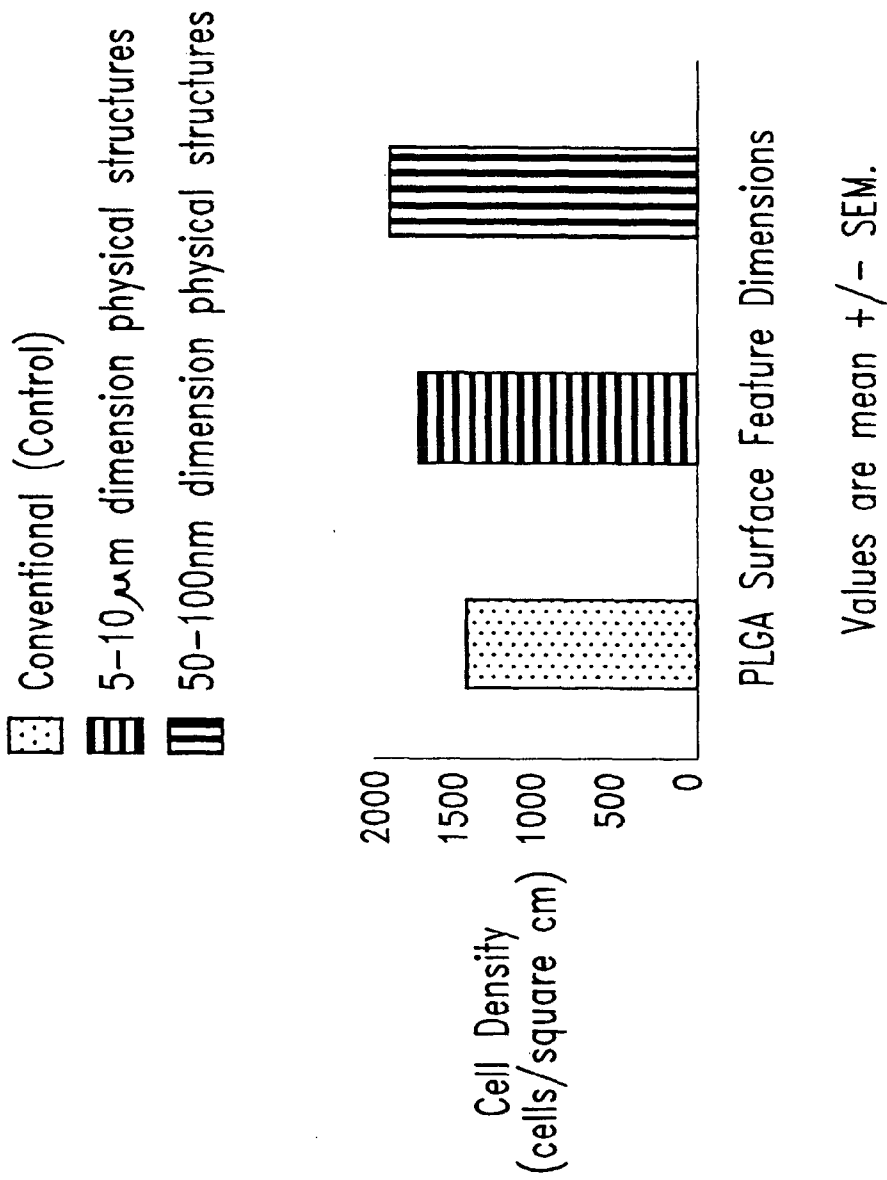 Conventional (Control)
5-10μm dimension physical structures
50-100nm dimension physical structures
Cell Density
(cells/square cm)
2000
1500
1000
500
0
PLGA Surface Feature Dimensions
Values are mean +/- SEM.